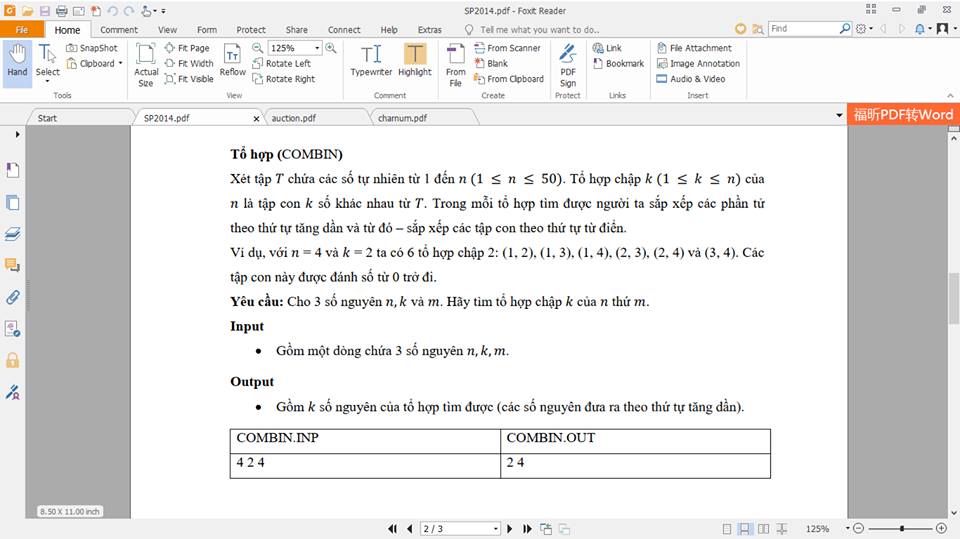 SP2014.pdf - Foxit Reader
File Home Comment View Form Protect Share Connect Help Extras Tell me what you want to do.. Find
Hand
Select
SnapShot
Clipboard
Tools
Actual Size
Fit Page
Fit Width
Fit Visible
Reflow
125%
Rotate Left
Rotate Right
View
Typewriter Highlight
Comment
From File
From Scanner
Blank
From Clipboard
Create
PDF Sign
Protect
Link
Bookmark
Links
File Attachment
Image Annotation
Audio & Video
Insert
Start SP2014.pdf auction.pdf charnum.pdf
福昕PDF转Word
Tổ hợp (COMBIN)
Xét tập T chứa các số tự nhiên từ 1 đến n (1 ≤ n ≤ 50). Tổ hợp chập k (1 ≤ k ≤ n) của
n là tập con k số khác nhau từ T. Trong mỗi tổ hợp tìm được người ta sắp xếp các phần tử
theo thứ tự tăng dần và từ đó – sắp xếp các tập con theo thứ tự từ điển.
Ví dụ, với n = 4 và k = 2 ta có 6 tổ hợp chập 2: (1, 2), (1, 3), (1, 4), (2, 3), (2, 4) và (3, 4). Các
tập con này được đánh số từ 0 trở đi.
Yêu cầu: Cho 3 số nguyên n, k và m. Hãy tìm tổ hợp chập k của n thứ m.
Input
• Gồm một dòng chứa 3 số nguyên n, k, m.
Output
• Gồm k số nguyên của tổ hợp tìm được (các số nguyên đưa ra theo thứ tự tăng dần).
COMBIN.INP COMBIN.OUT
4 2 4 2 4
8.50 X 11.00 inch
2 / 3
125%